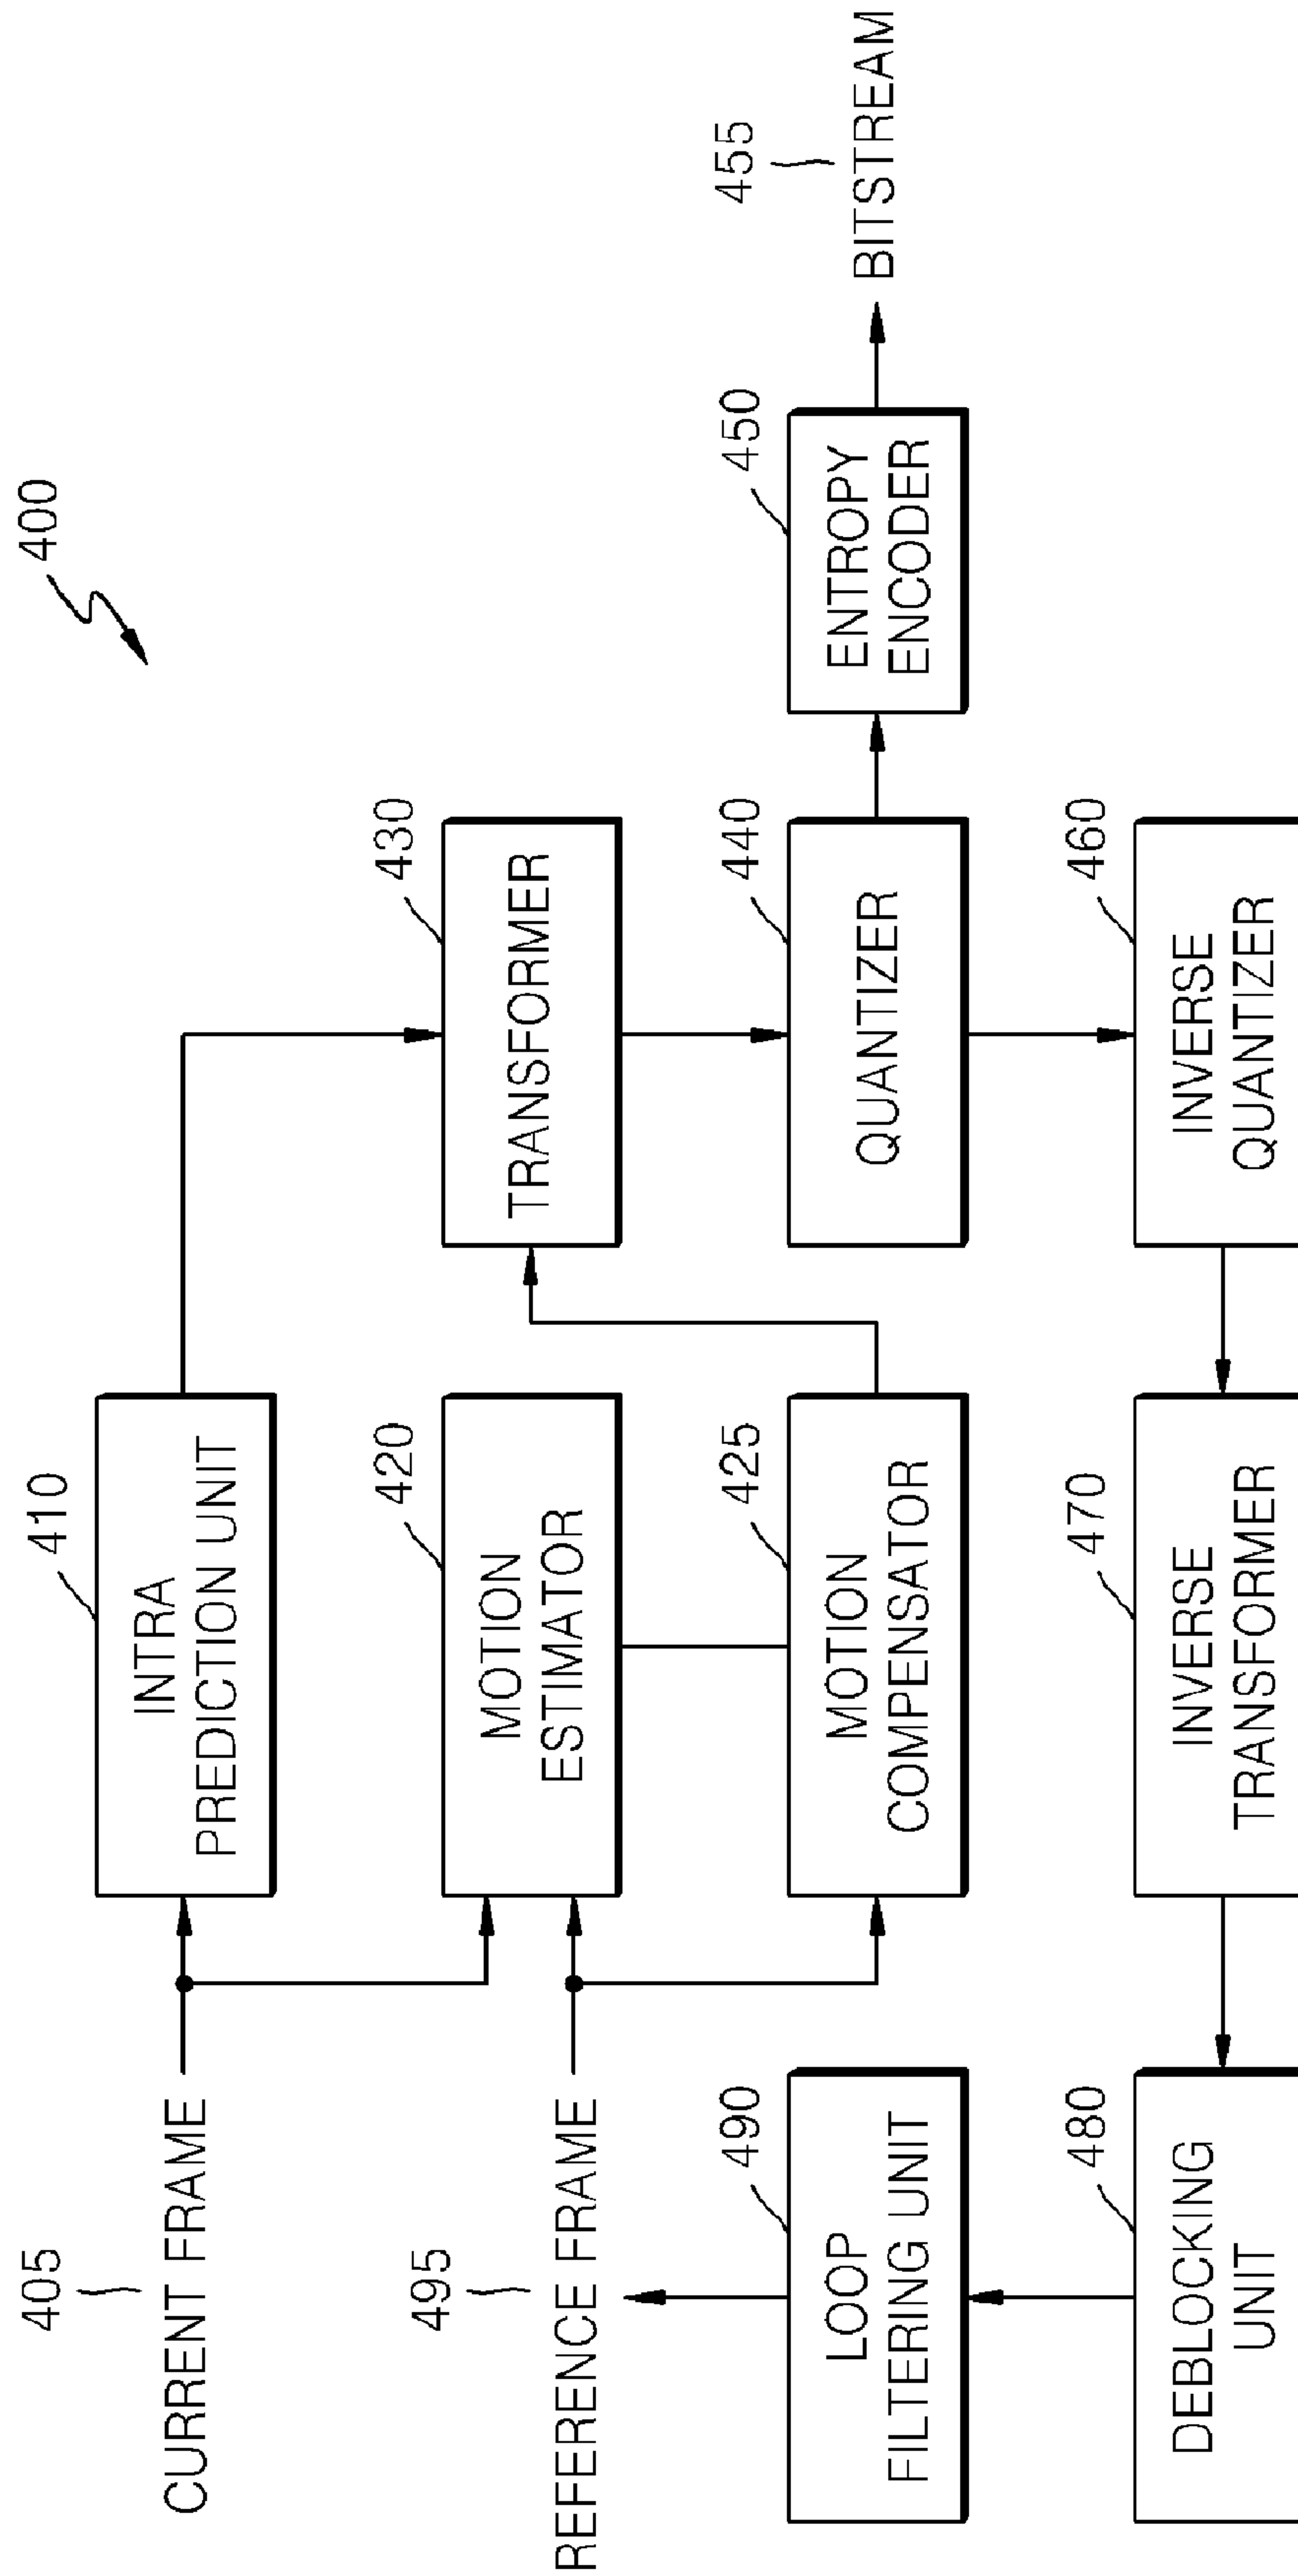 400
405
CURRENT FRAME
410
INTRA
PREDICTION UNIT
495
REFERENCE FRAME
420
MOTION
ESTIMATOR
430
TRANSFORMER
490
LOOP
FILTERING UNIT
425
MOTION
COMPENSATOR
440
QUANTIZER
450
ENTROPY
ENCODER
455
BITSTREAM
480
DEBLOCKING
UNIT
470
INVERSE
TRANSFORMER
460
INVERSE
QUANTIZER